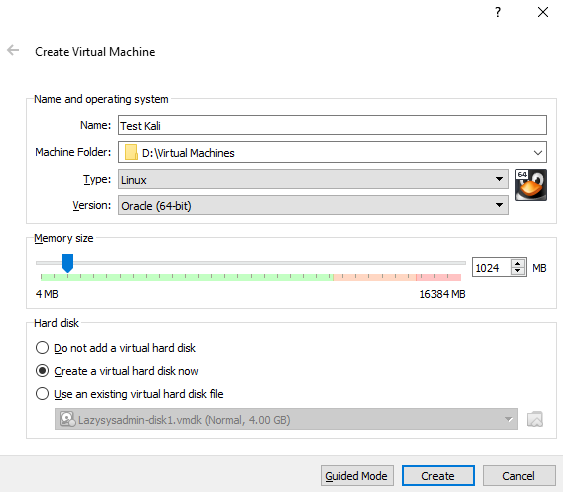 ?
Create Virtual Machine
Name and operating system
Name: Test Kali
Machine Folder: D:\Virtual Machines
Type: Linux
64
Version: Oracle (64-bit)
Memory size
1024 MB
4 MB 16384 MB
Hard disk
Do not add a virtual hard disk
Create a virtual hard disk now
Use an existing virtual hard disk file
Lazysysadmin-disk1.vmdk (Normal, 4.00 GB)
Guided Mode Create Cancel